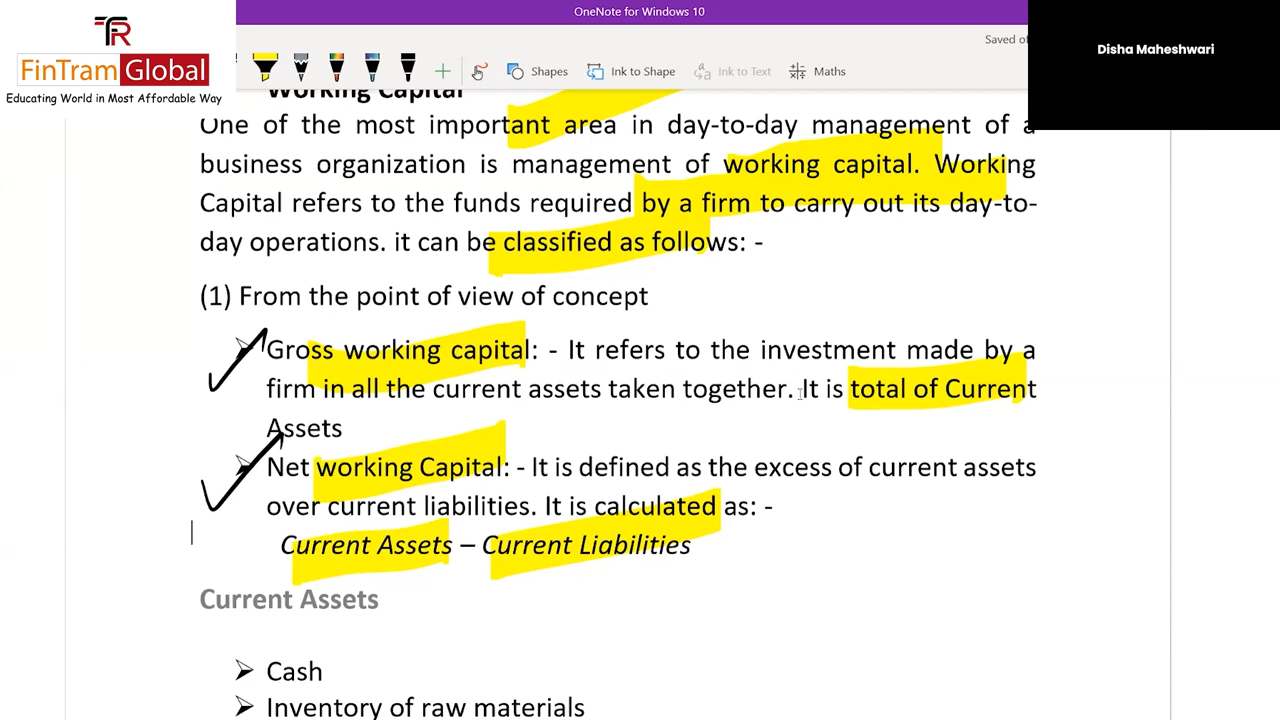 OneNote for Windows 10
TR
FinTram Global
Educating World in Most Affordable Way
Shapes
Ink to Shape
Ink to Text
Maths
Saved of
Disha Maheshwari
Working Capital
One of the most important area in day-to-day management of a
business organization is management of working capital. Working
Capital refers to the funds required by a firm to carry out its day-to-
day operations. it can be classified as follows: -
(1) From the point of view of concept
Gross working capital: - It refers to the investment made by a
firm in all the current assets taken together. It is total of Current
Assets
Net working Capital: - It is defined as the excess of current assets
over current liabilities. It is calculated as: -
Current Assets – Current Liabilities
Current Assets
Cash
Inventory of raw materials